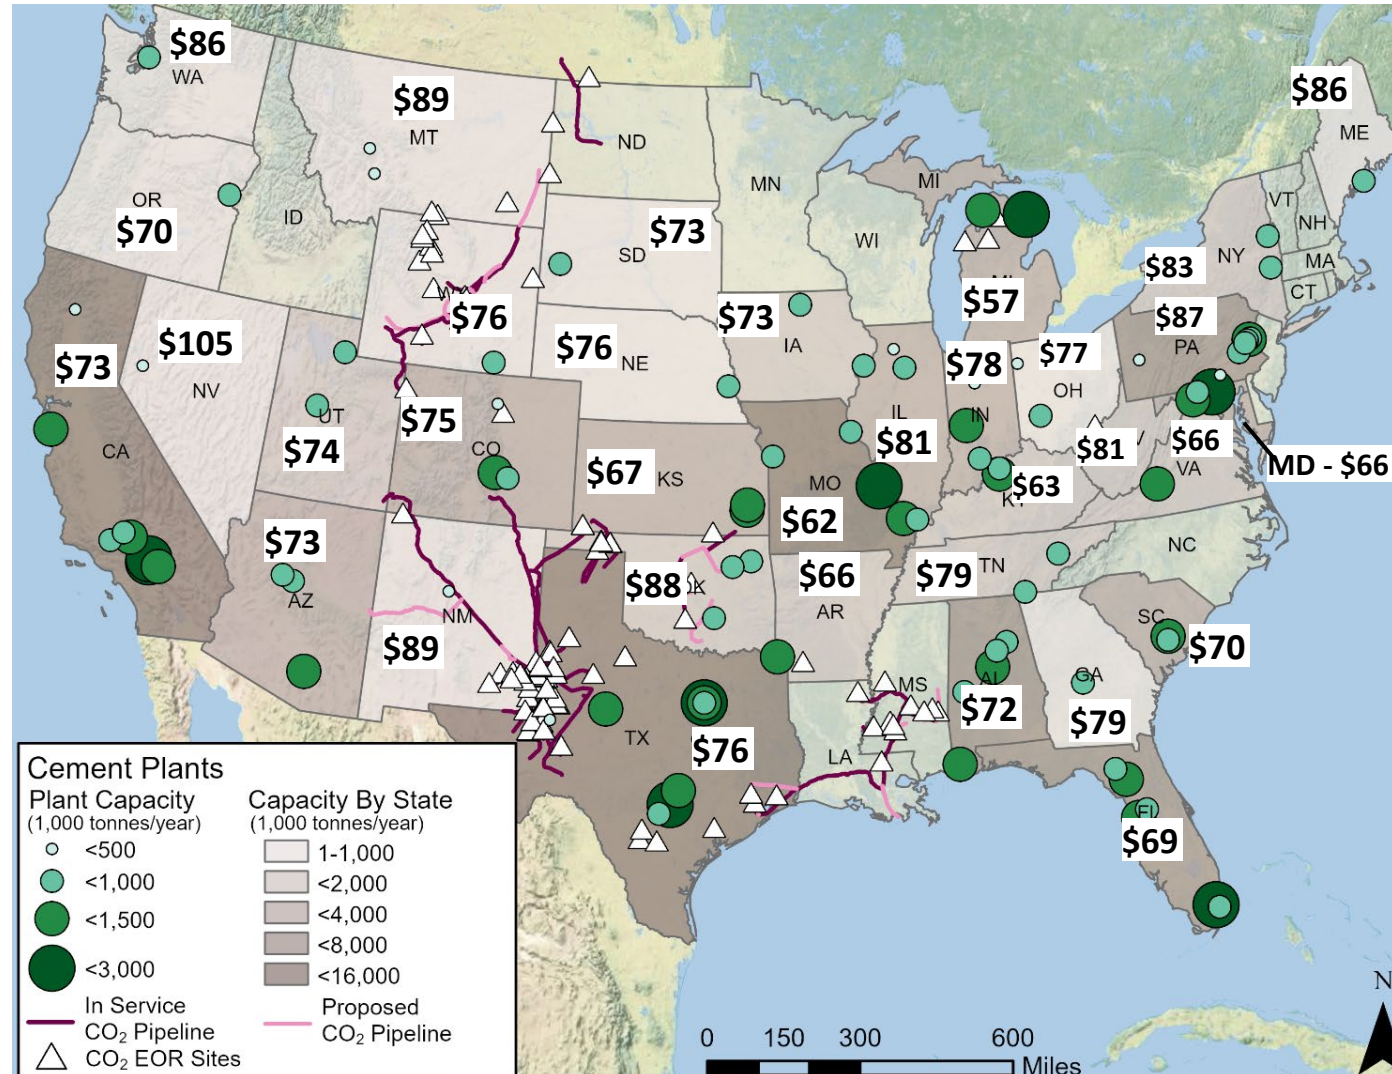 $86
WA
$89
MT
ND
MN
$86
ME
OR
$70
ID
SD
$73
WI
MI
VT
NH
NY
MA
CT
$83
$105
NV
$73
$76
$76
NE
$73
IA
$57
$78
$77
OH
$87
PA
CA
UT
$74
$75
CO
$67
KS
MO
$62
IL
$81
IN
$63
$81
$66
VA
MD - $66
$73
AZ
NM
$89
$88
$66
AR
$79
TN
NC
SC
$70
TX
$76
LA
MS
AL
$72
GA
$79
FL
$69
Cement Plants
Plant Capacity
(1,000 tonnes/year)
<500
<1,000
<1,500
<3,000
In Service
CO₂ Pipeline
CO₂ EOR Sites
Capacity By State
(1,000 tonnes/year)
1-1,000
<2,000
<4,000
<8,000
<16,000
Proposed
CO₂ Pipeline
0 150 300 600
Miles
N